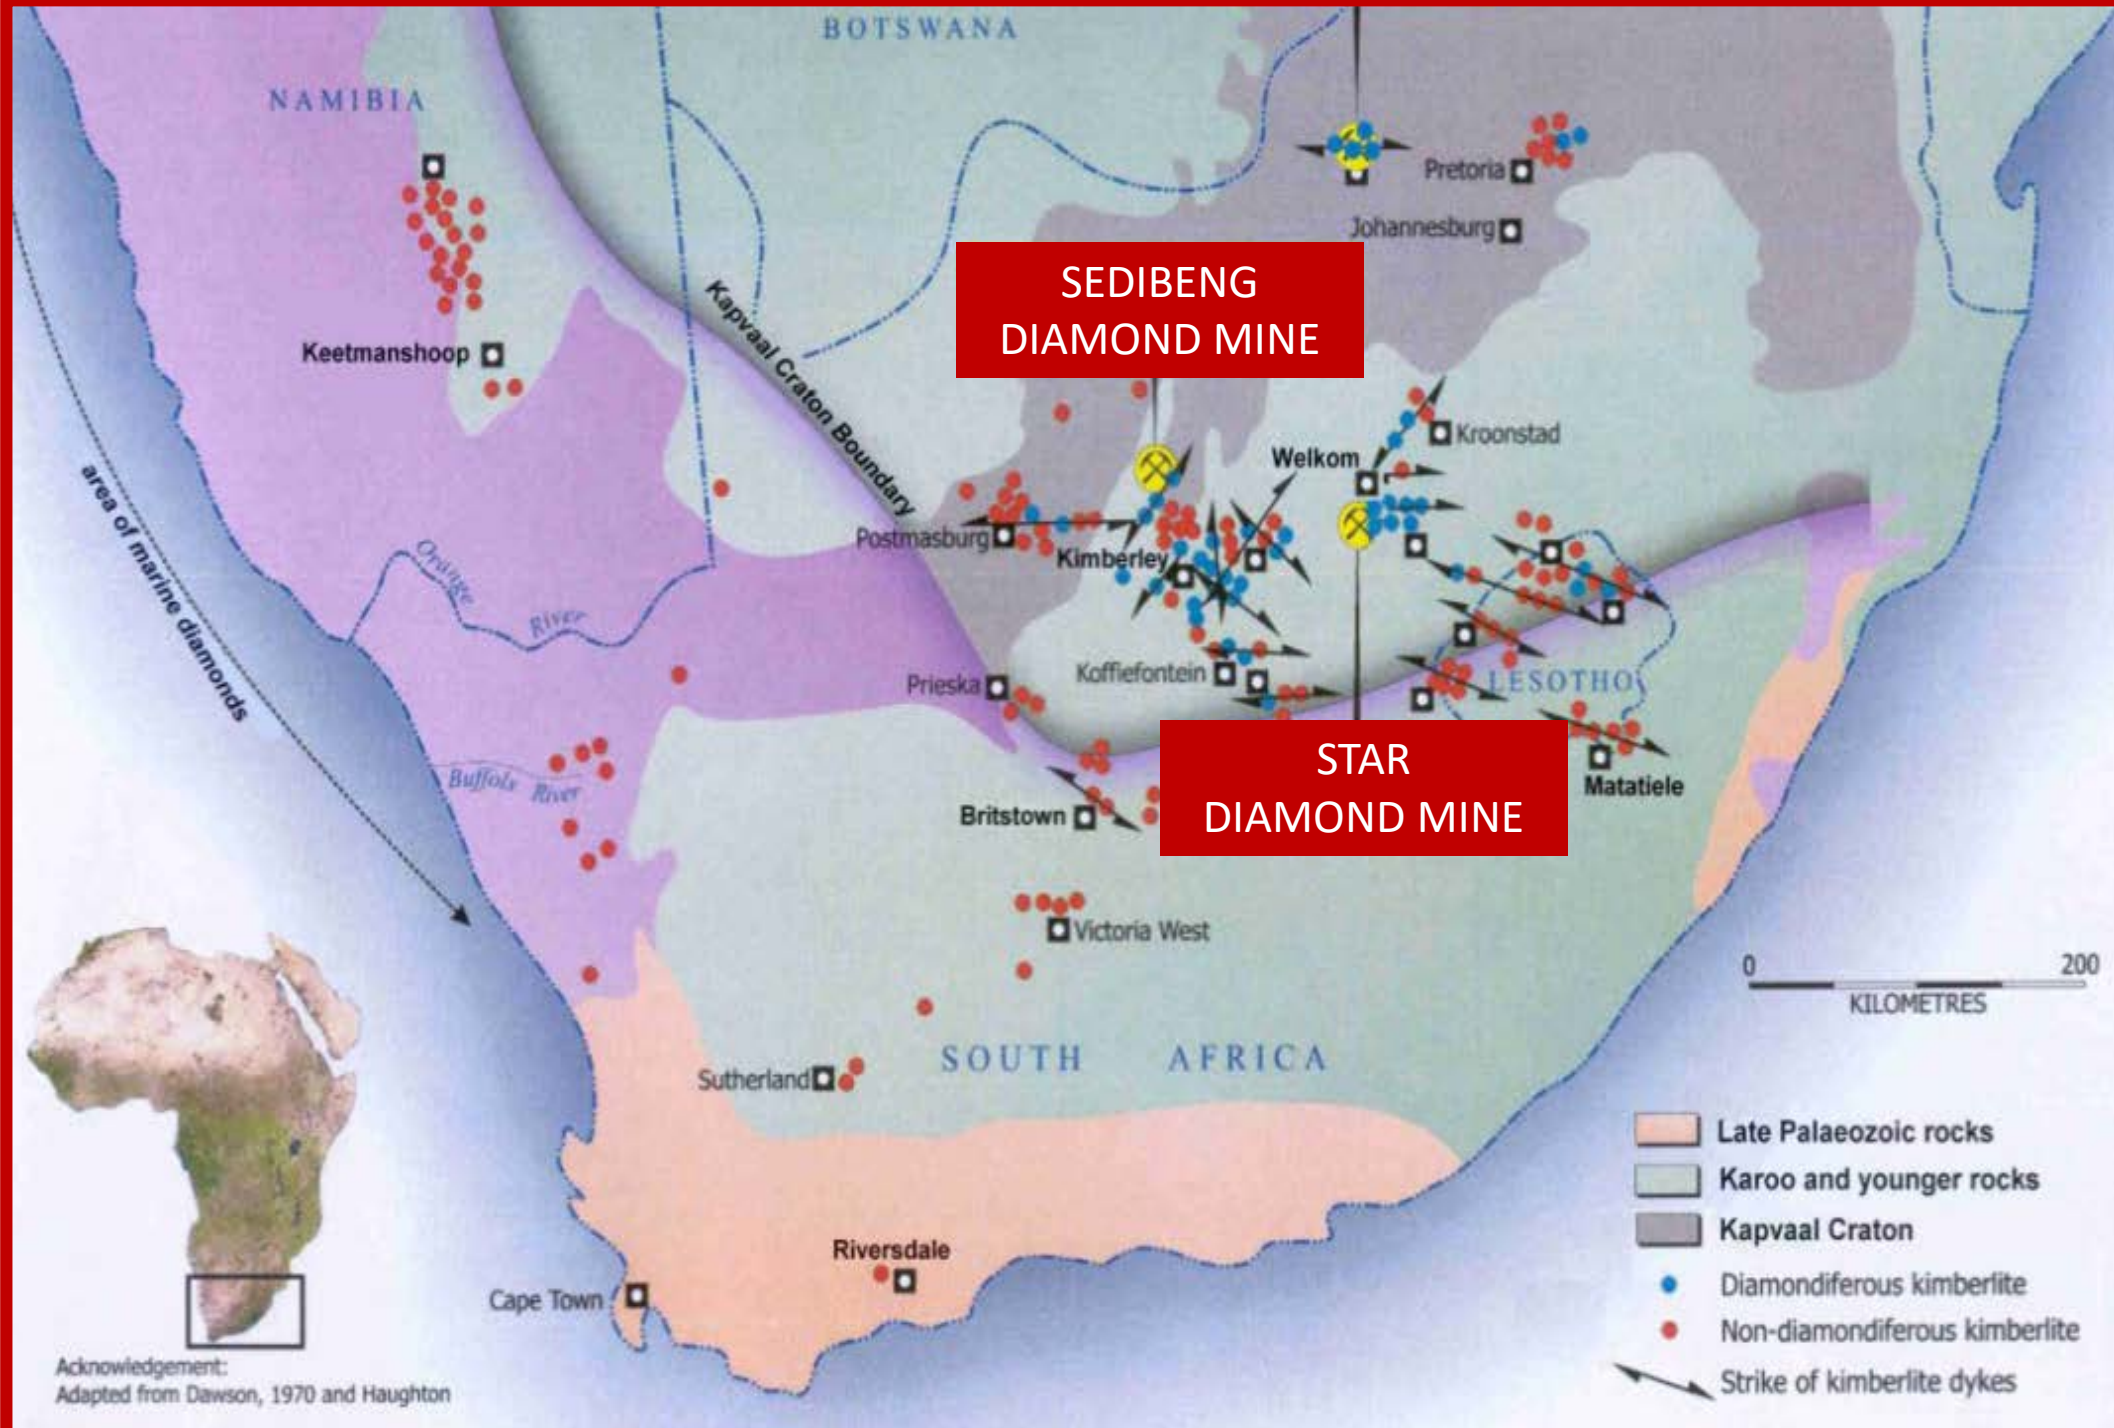 BOTSWANA
NAMIBIA
Pretoria
Johannesburg
SEDIBENG
DIAMOND MINE
Kapvaal Craton Boundary
Keetmanshoop
Kroonstad
Welkom
area of marine diamonds
Postmasburg
Kimberley
Orange
River
Prieska
Koffiefontein
LESOTHO
STAR
DIAMOND MINE
Buffols River
Matatiele
Britstown
Victoria West
0 200
KILOMETRES
SOUTH AFRICA
Sutherland
Late Palaeozoic rocks
Karoo and younger rocks
Kapvaal Craton
Riversdale
Diamondiferous kimberlite
Cape Town
Non-diamondiferous kimberlite
Strike of kimberlite dykes
Acknowledgement:
Adapted from Dawson, 1970 and Haughton